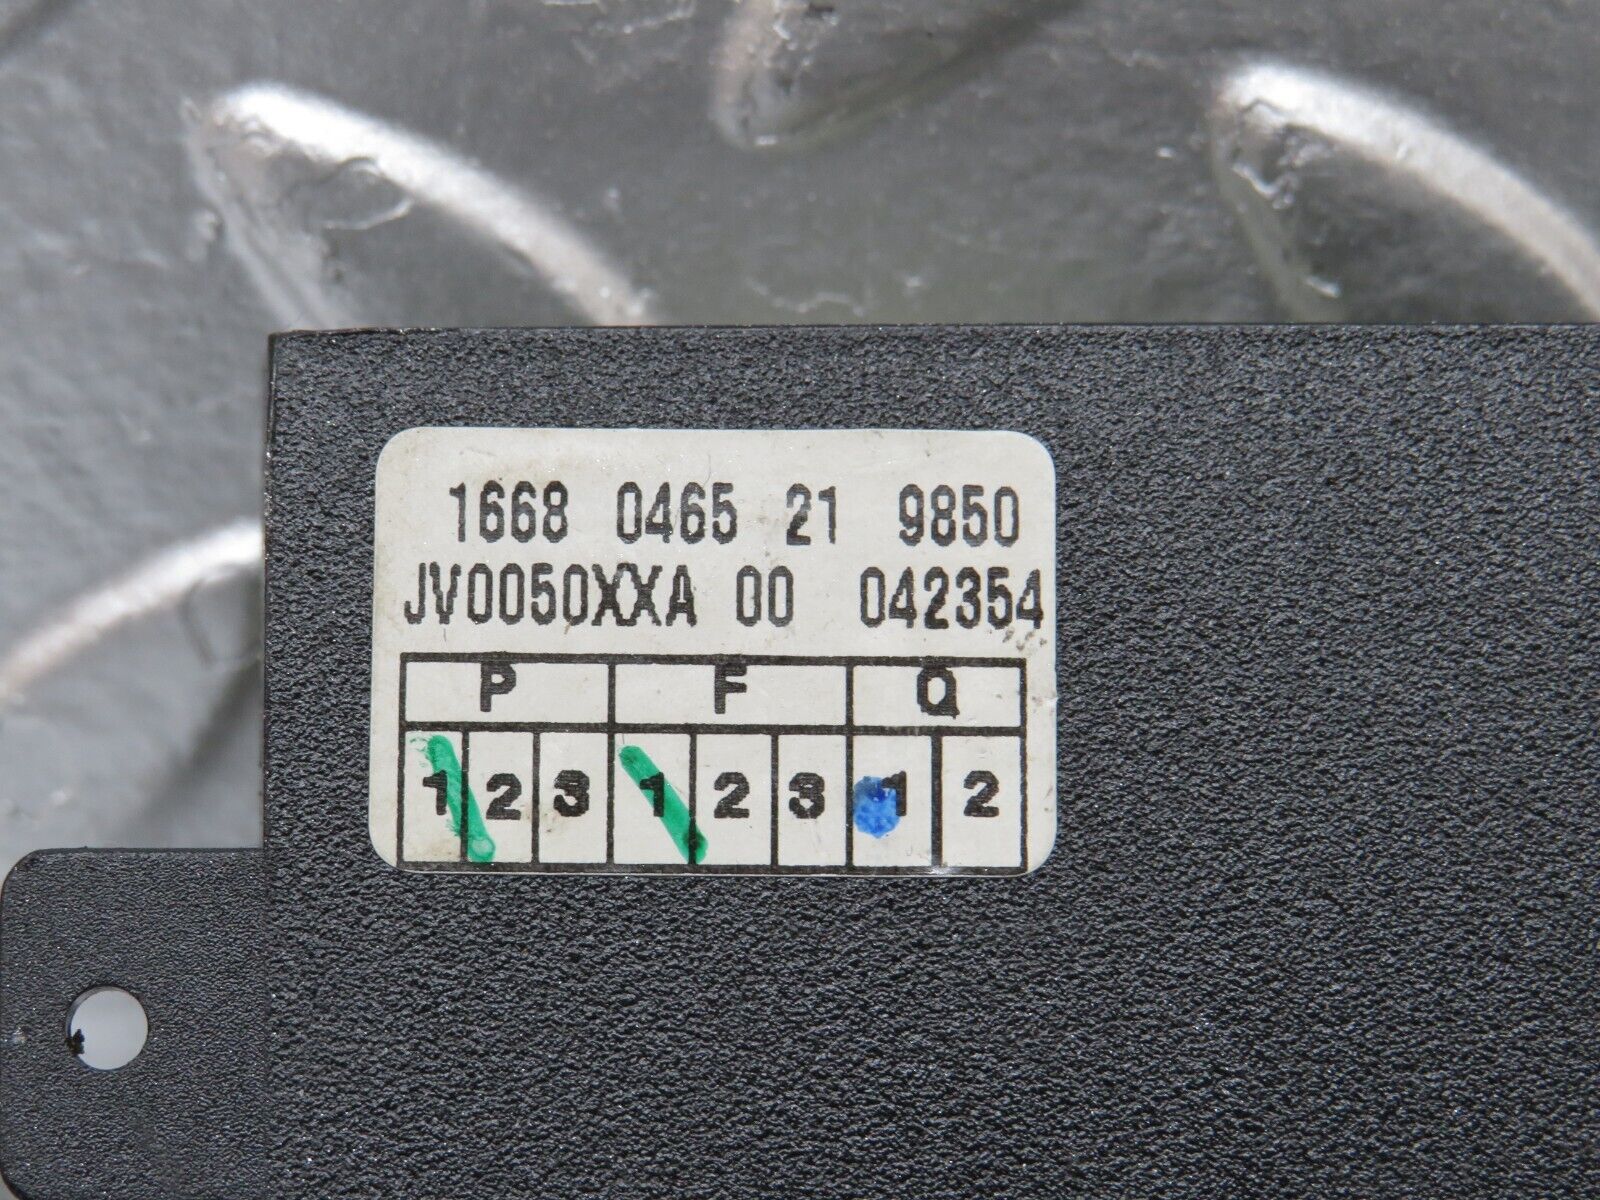 1668 0465 21 9850
JV0050XXA 00 042354
P F Q
1 2 3 1 2 3 1 2